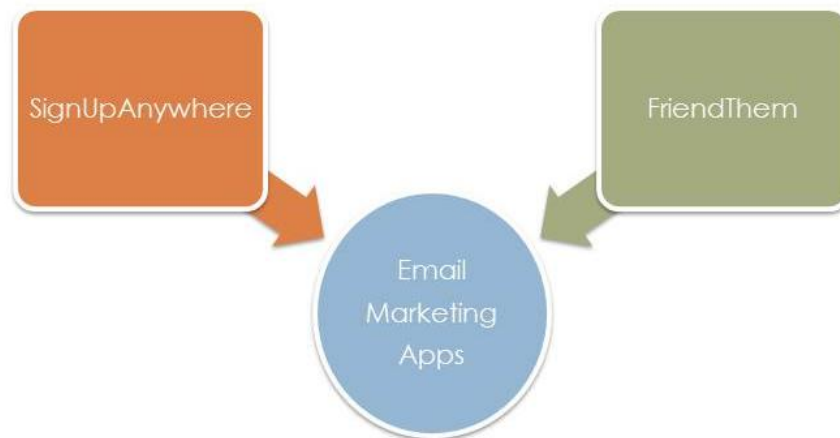 SignUpAnywhere
FriendThem
Email
Marketing
Apps